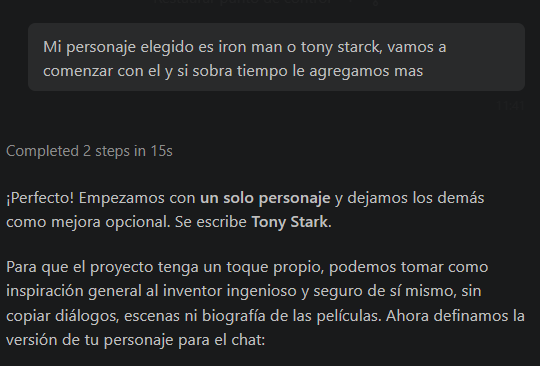 Mi personaje elegido es iron man o tony starck, vamos a
comenzar con el y si sobra tiempo le agregamos mas
Completed 2 steps in 15s
¡Perfecto! Empezamos con un solo personaje y dejamos los demás
como mejora opcional. Se escribe Tony Stark.
Para que el proyecto tenga un toque propio, podemos tomar como
inspiración general al inventor ingenioso y seguro de sí mismo, sin
copiar diálogos, escenas ni biografía de las películas. Ahora definamos la
versión de tu personaje para el chat: